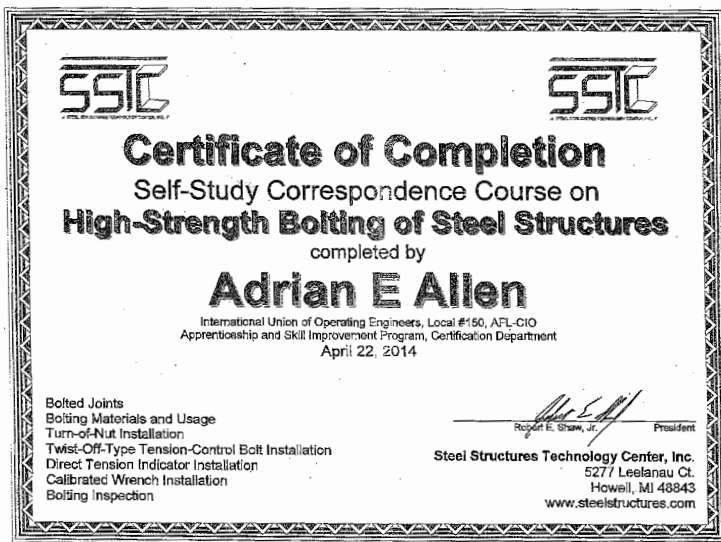 SSTC SSTC
Certificate of Completion
Self-Study Correspondence Course on
High-Strength Bolting of Steel Structures
completed by
Adrian E Allen
International Union of Operating Engineers, Local #150, AFL-CIO
Apprenticeship and Skill Improvement Program, Certification Department
April 22, 2014
Bolted Joints
Bolting Materials and Usage
Turn-of-Nut Installation
Twist-Off-Type Tension-Control Bolt Installation
Direct Tension Indicator Installation
Calibrated Wrench Installation
Bolting Inspection
Robert E. Shaw, Jr. President
Steel Structures Technology Center, Inc.
5277 Leelanau Ct.
Howell, MI 48843
www.steelstructures.com